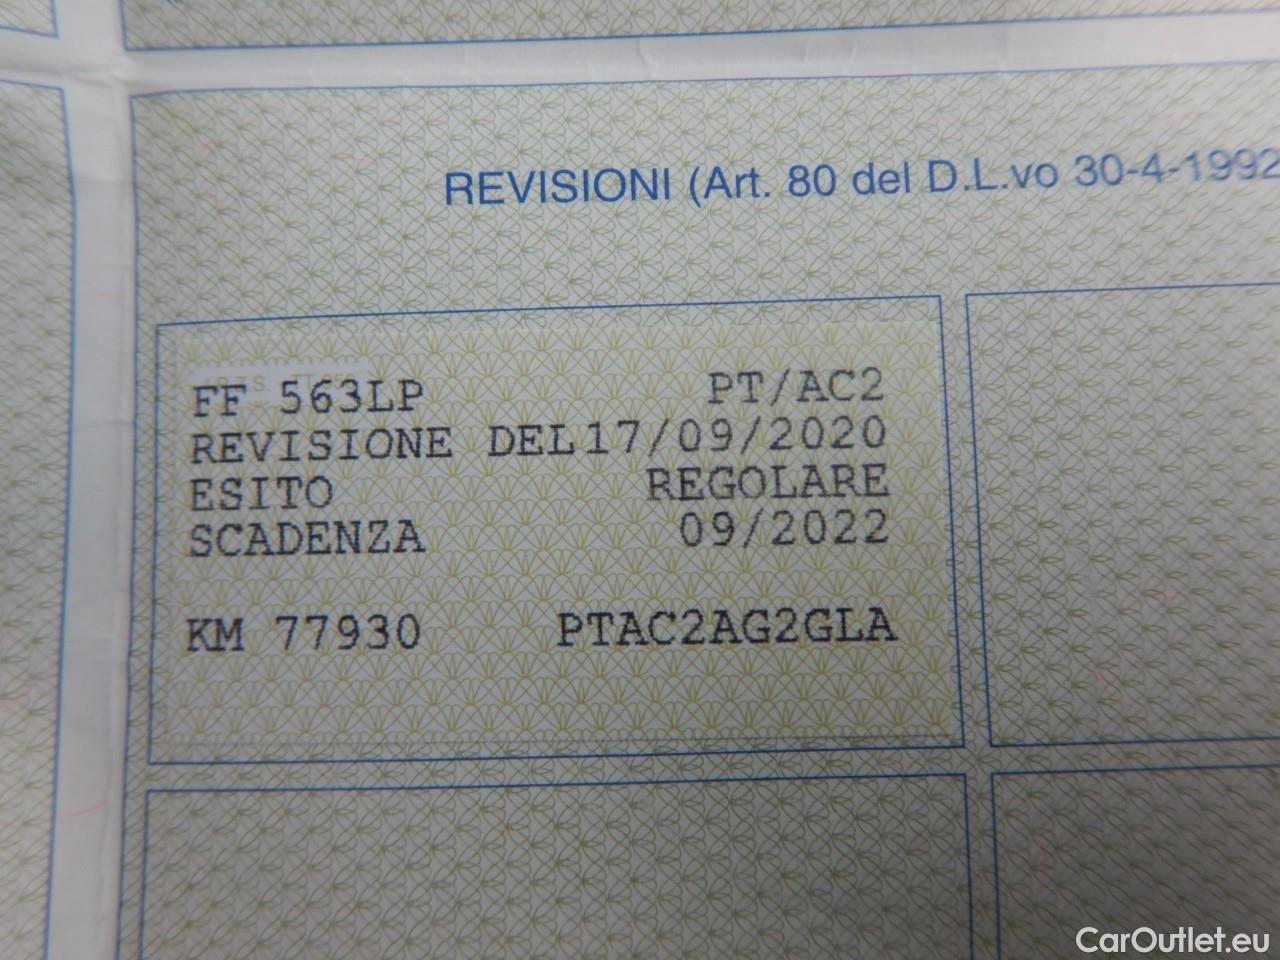 REVISIONI (Art. 80 del D.L.vo 30-4-1992
FF 563LP PT/AC2
REVISIONE DEL17/09/2020
ESITO REGOLARE
SCADENZA 09/2022
KM 77930 PTAC2AG2GLA
CarOutlet.eu